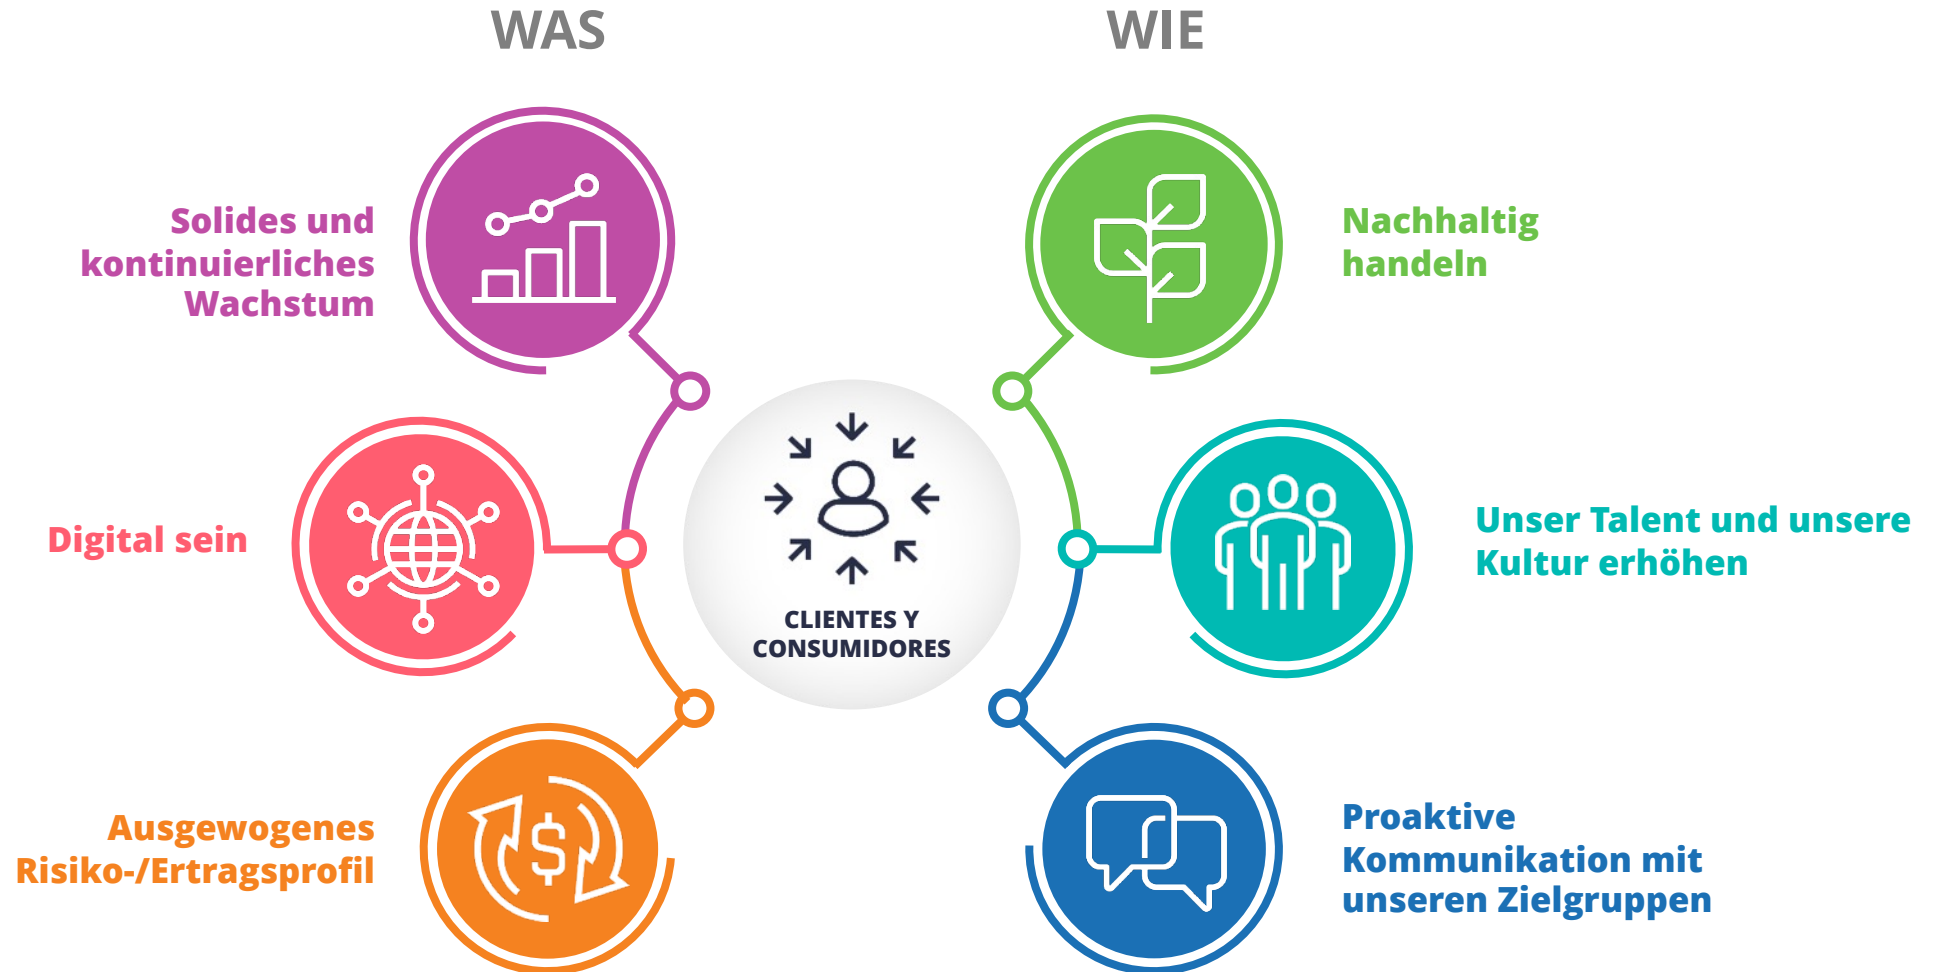 WAS
Solides und
kontinuierliches
Wachstum
Digital sein
Ausgewogenes
Risiko-/Ertragsprofil
$
CLIENTES Y
CONSUMIDORES
WIE
Nachhaltig
handeln
Unser Talent und unsere
Kultur erhöhen
Proaktive
Kommunikation mit
unseren Zielgruppen